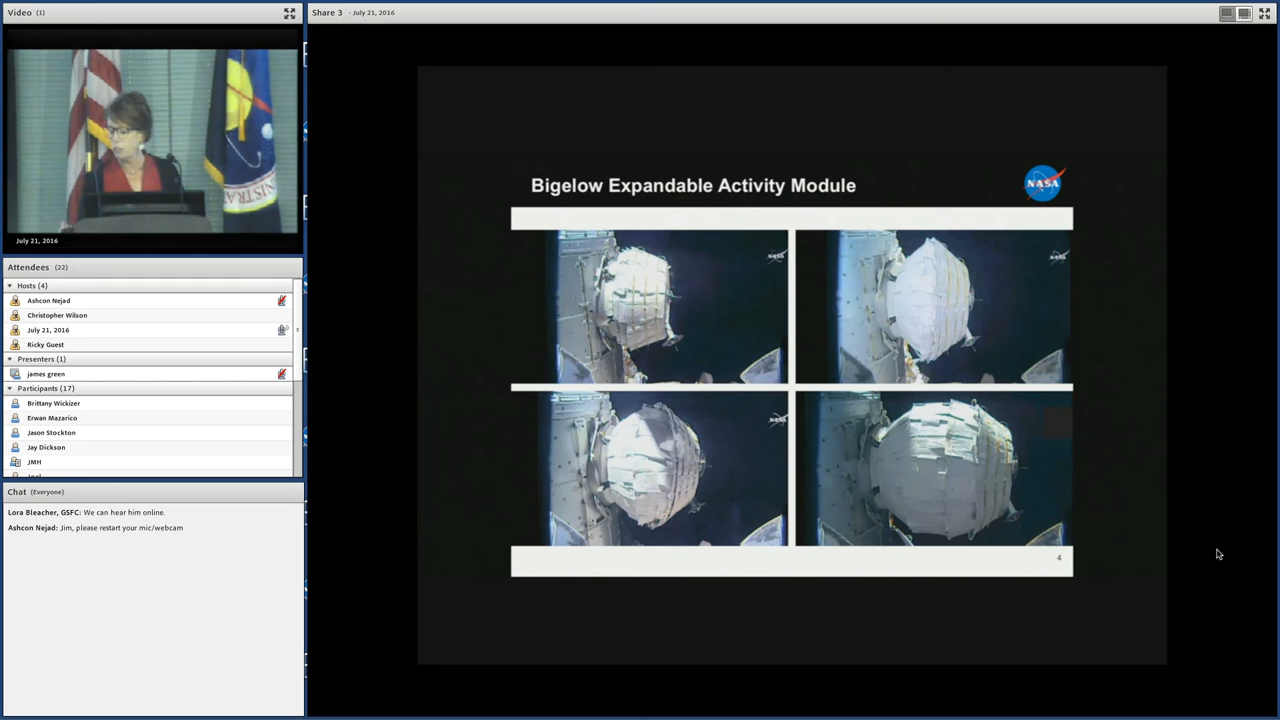 Video (1)
Share 3 - July 21, 2016
NISTRA
July 21, 2016
Attendees (22)
Hosts (4)
Ashcon Nejad
Christopher Wilson
July 21, 2016
Ricky Guest
Presenters (1)
james green
Participants (17)
Brittany Wickizer
Erwan Mazarico
Jason Stockton
Jay Dickson
JMH
Chat (Everyone)
Lora Bleacher, GSFC: We can hear him online.
Ashcon Nejad: Jim, please restart your mic/webcam
Bigelow Expandable Activity Module
NASA
4